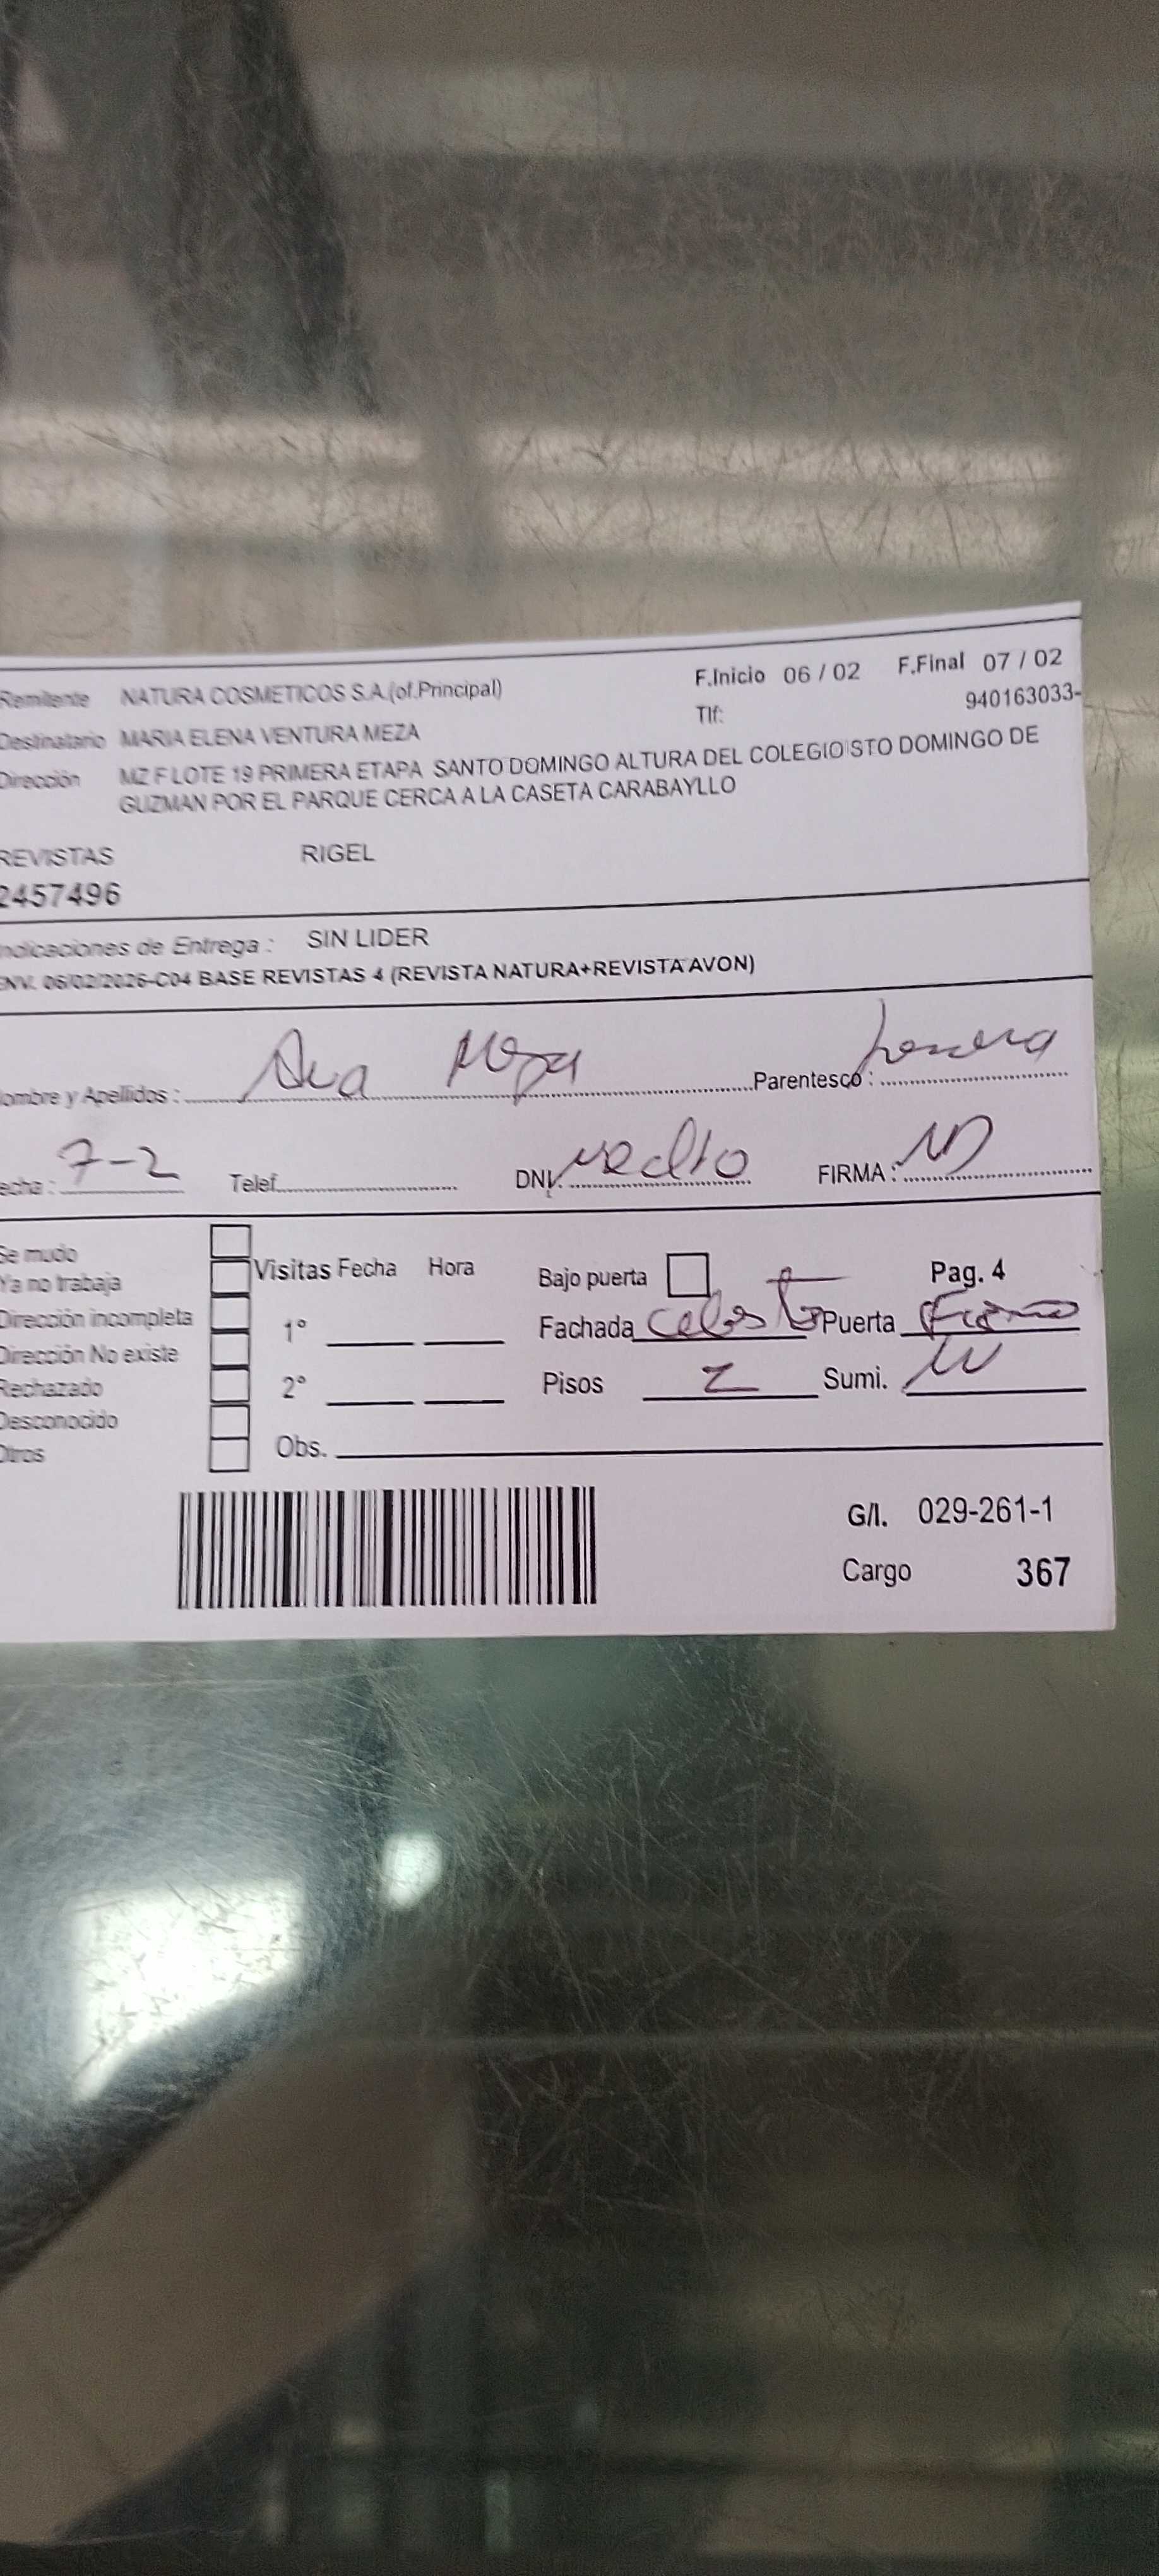 Remitente NATURA COSMETICOS S.A.(of.Principal) F.Inicio 06 / 02 F.Final 07 / 02
Tlf: 940163033-
Destinatario MARIA ELENA VENTURA MEZA
Dirección MZ F LOTE 19 PRIMERA ETAPA SANTO DOMINGO ALTURA DEL COLEGIO STO DOMINGO DE
GUZMAN POR EL PARQUE CERCA A LA CASETA CARABAYLLO
REVISTAS RIGEL
2457496
Indicaciones de Entrega : SIN LIDER
ENV. 06/02/2026-C04 BASE REVISTAS 4 (REVISTA NATURA+REVISTA AVON)
ombre y Apellidos : Ana Meza Parentesco :
echa : 7-2 Telef. DNI. FIRMA :
Se mudo
Ya no trabaja Visitas Fecha Hora Bajo puerta Pag. 4
Dirección incompleta 1° Fachada celeste Puerta
Dirección No existe
Rechazado 2° Pisos 2 Sumi.
Desconocido
Otros Obs.
G/l. 029-261-1
Cargo 367